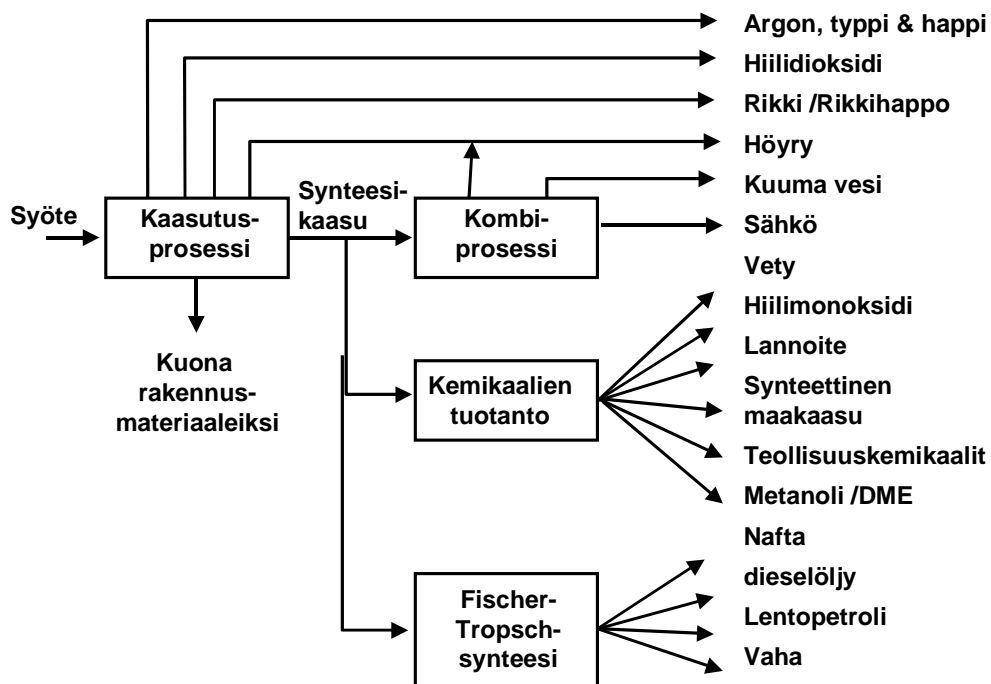 Argon, typpi & happi
Hiilidioksidi
Rikki /Rikkihappo
Höyry
Kuuma vesi
Syöte
Kaasutus-
prosessi
Synteesi-
kaasu
Kombi-
prosessi
Sähkö
Vety
Hiilimonoksidi
Lannoite
Kuona
rakennus-
materiaaleiksi
Kemikaalien
tuotanto
Synteettinen
maakaasu
Teollisuuskemikaalit
Metanoli /DME
Nafta
dieselöljy
Fischer-
Tropsch-
synteesi
Lentopetroli
Vaha